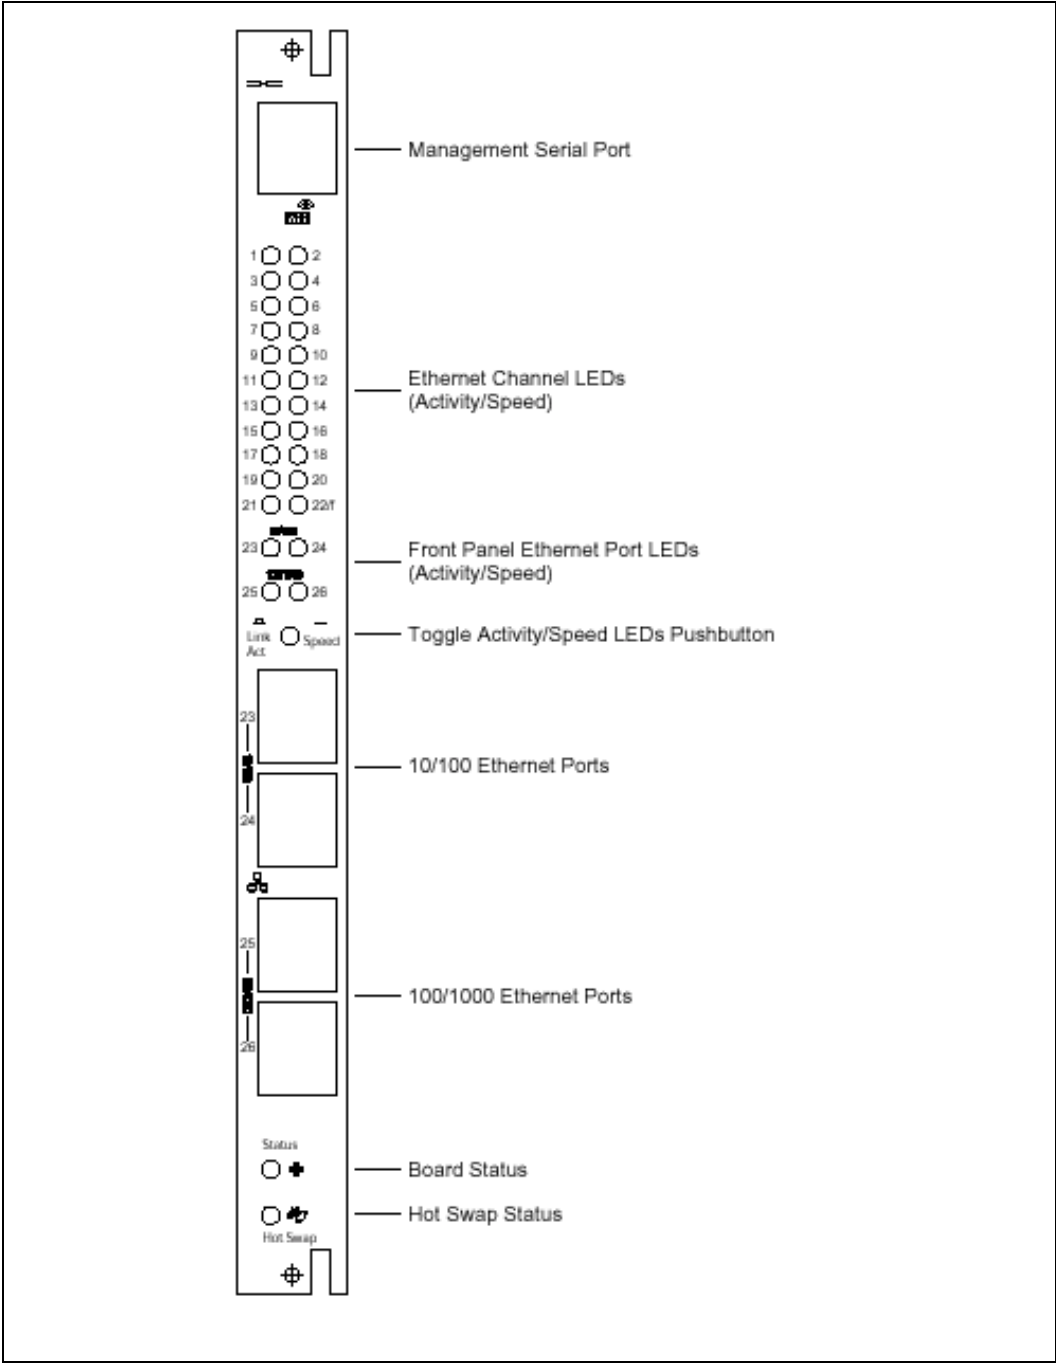 Management Serial Port
1 2
3 4
5 6
7 8
9 10
11 12
13 14
15 16
17 18
19 20
21 22/f
Ethernet Channel LEDs
(Activity/Speed)
23 24
25 26
Front Panel Ethernet Port LEDs
(Activity/Speed)
Link
Act
Speed
Toggle Activity/Speed LEDs Pushbutton
23
24
10/100 Ethernet Ports
25
26
100/1000 Ethernet Ports
Status
Board Status
Hot Swap Status
Hot Swap